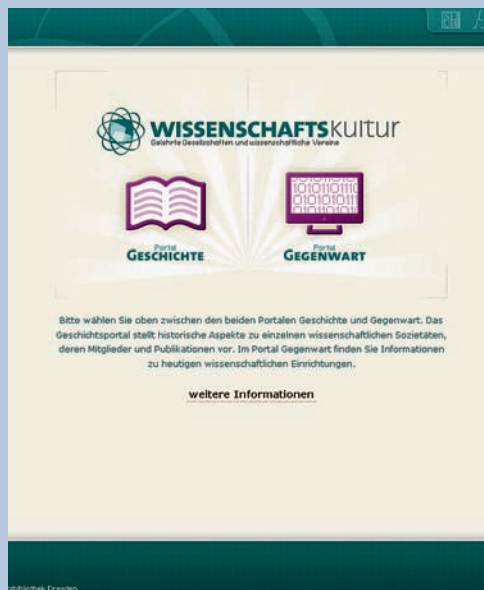 WISSENSCHAFTSkultur
Gelehrte Gesellschaften und wissenschaftliche Vereine
Portal
GESCHICHTE
Portal
GEGENWART
Bitte wählen Sie oben zwischen den beiden Portalen Geschichte und Gegenwart. Das
Geschichtsportal stellt historische Aspekte zu einzelnen wissenschaftlichen Sozietäten,
deren Mitglieder und Publikationen vor. Im Portal Gegenwart finden Sie Informationen
zu heutigen wissenschaftlichen Einrichtungen.
weitere Informationen
Dresden